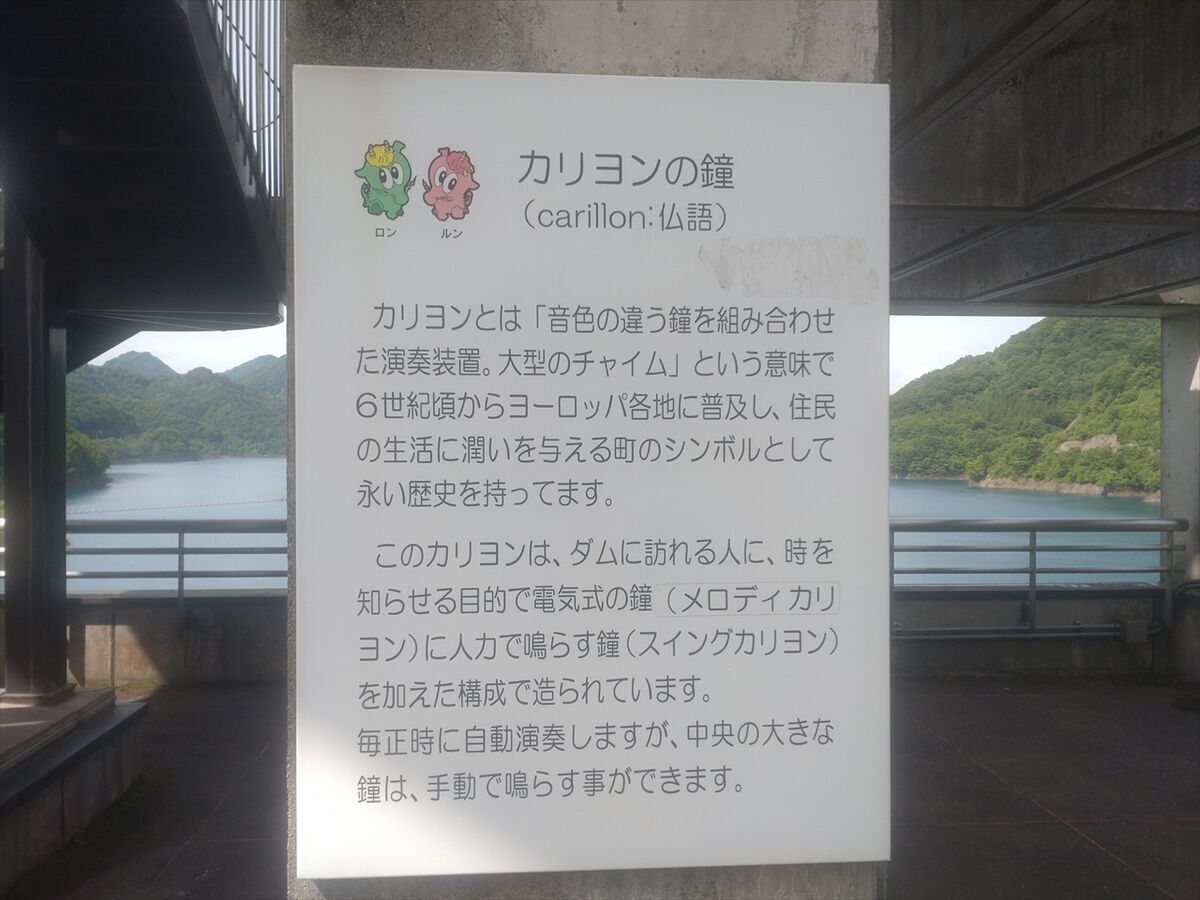 カリヨンの鐘
(carillon:仏語)
ロン
ルン
カリヨンとは「音色の違う鐘を組み合わせ
た演奏装置。大型のチャイム」という意味で
6世紀頃からヨーロッパ各地に普及し、住民
の生活に潤いを与える町のシンボルとして
永い歴史を持ってます。
このカリヨンは、ダムに訪れる人に、時を
知らせる目的で電気式の鐘(メロディカリ
ヨン)に人力で鳴らす鐘(スイングカリヨン)
を加えた構成で造られています。
毎正時に自動演奏しますが、中央の大きな
鐘は、手動で鳴らす事ができます。